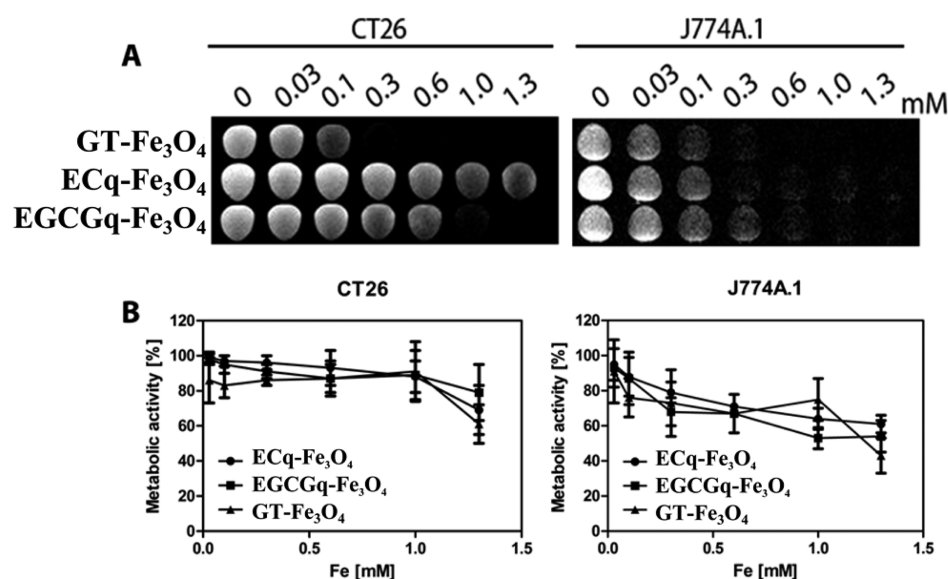 CT26 J774A.1
A
0 0.03 0.1 0.3 0.6 1.0 1.3 0 0.03 0.1 0.3 0.6 1.0 1.3 mM
GT-Fe₃O₄
ECq-Fe₃O₄
EGCGq-Fe₃O₄
B
CT26
Metabolic activity [%]
120
100
80
60
40
20
0
ECq-Fe₃O₄
EGCGq-Fe₃O₄
GT-Fe₃O₄
0.0 0.5 1.0 1.5
Fe [mM]
J774A.1
Metabolic activity [%]
120
100
80
60
40
20
0
ECq-Fe₃O₄
EGCGq-Fe₃O₄
GT-Fe₃O₄
0.0 0.5 1.0 1.5
Fe [mM]